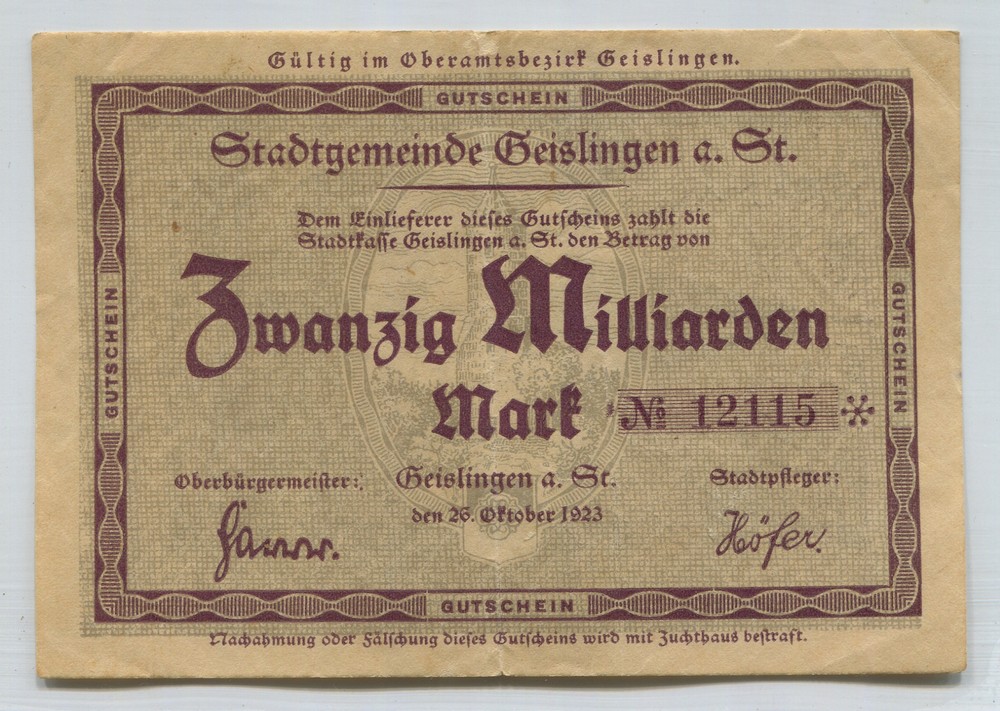 Gültig im Oberamtsbezirk Geislingen.
GUTSCHEIN
Stadtgemeinde Geislingen a. St.
Dem Einlieferer dieses Gutscheins zahlt die
Stadtkasse Geislingen a. St. den Betrag von
Zwanzig Milliarden
Mark
№ 12115 *
GUTSCHEIN
GUTSCHEIN
Oberbürgermeister:
Geislingen a. St.
Stadtpfleger:
den 26. Oktober 1923
Höfer.
GUTSCHEIN
Nachahmung oder Fälschung dieses Gutscheins wird mit Zuchthaus bestraft.